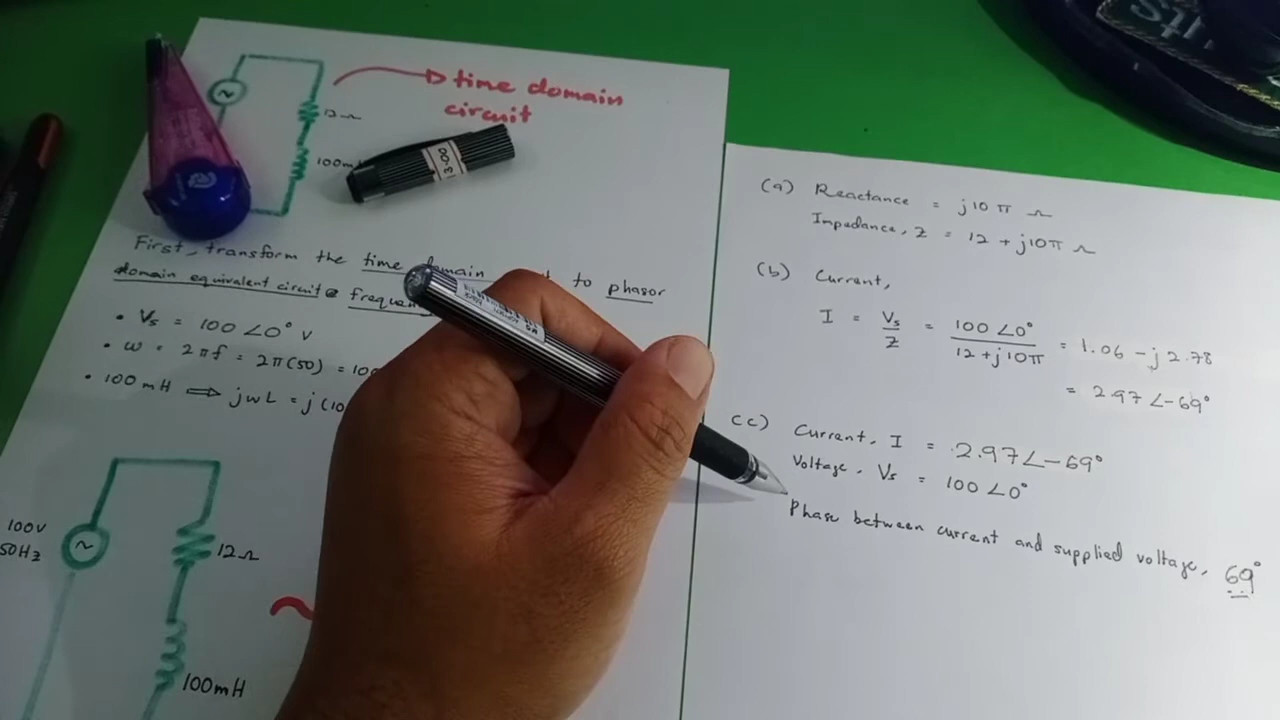 time domain
circuit
12Ω
100m
13-00
First, transform the time domain to phasor
domain equivalent circuit @
• Vs = 100 ∠0° V
• ω = 2πf = 2π(50) = 10
• 100 mH ⇒ jωL = j(10
100V
50Hz
12Ω
100mH
(a) Reactance = j10π Ω
Impedance, Z = 12 + j10π Ω
(b) Current,
I = Vs/Z = 100∠0°/12+j10π = 1.06 - j2.78
= 2.97∠-69°
(c) Current, I = 2.97∠-69°
Voltage, Vs = 100∠0°
Phase between current and supplied voltage, 69°